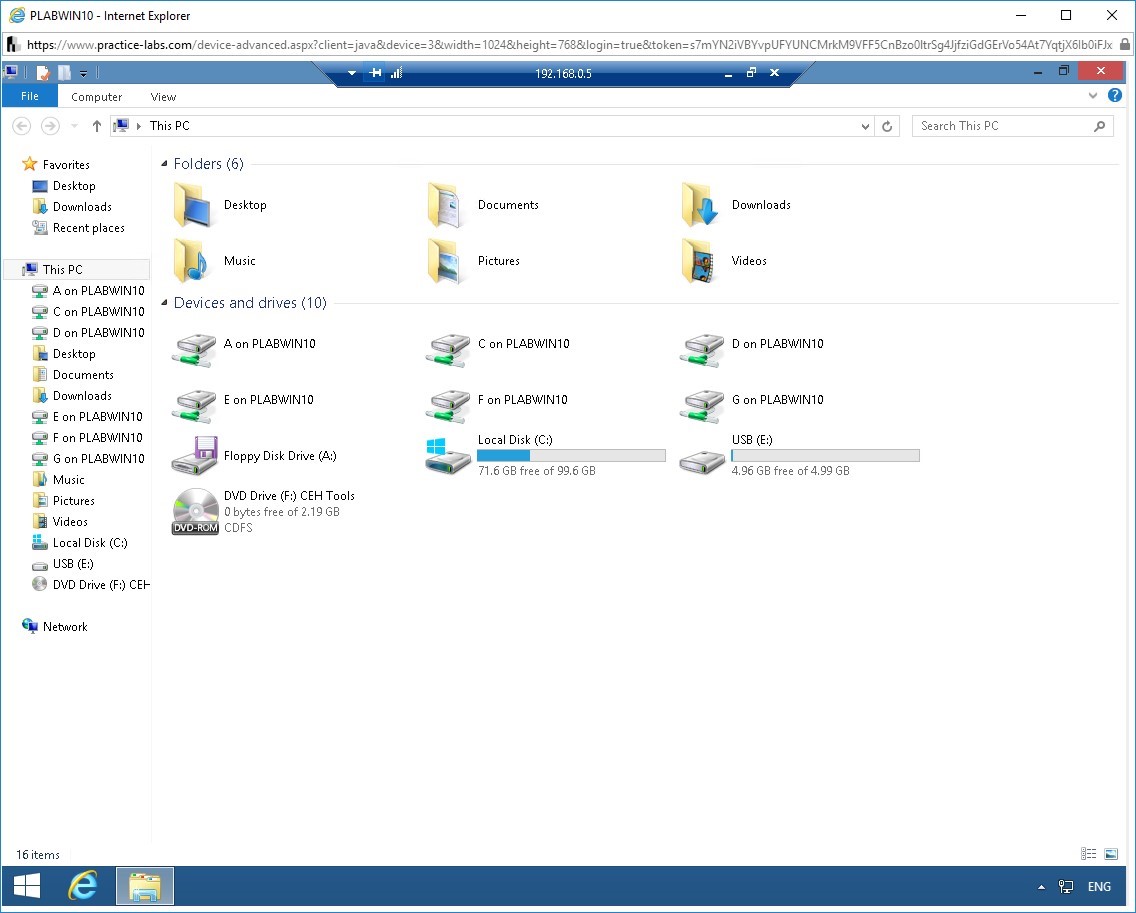 PLABWIN10 - Internet Explorer
https://www.practice-labs.com/device-advanced.aspx?client=java&device=3&width=1024&height=768&login=true&token=s7mYN2iVBYvpUFYUNCMrkM9VFF5CnBzo0ItrSg4JjfziGdGErVo54At7YqtjX6Ib0iFJx
192.168.0.5
File
Computer
View
This PC
Search This PC
Favorites
Desktop
Downloads
Recent places
This PC
A on PLABWIN10
C on PLABWIN10
D on PLABWIN10
Desktop
Documents
Downloads
E on PLABWIN10
F on PLABWIN10
G on PLABWIN10
Music
Pictures
Videos
Local Disk (C:)
USB (E:)
DVD Drive (F:) CEH
Network
Folders (6)
Desktop
Documents
Downloads
Music
Pictures
Videos
Devices and drives (10)
A on PLABWIN10
C on PLABWIN10
D on PLABWIN10
E on PLABWIN10
F on PLABWIN10
G on PLABWIN10
Floppy Disk Drive (A:)
Local Disk (C:)
71.6 GB free of 99.6 GB
USB (E:)
4.96 GB free of 4.99 GB
DVD-ROM
DVD Drive (F:) CEH Tools
0 bytes free of 2.19 GB
CDFS
16 items
ENG